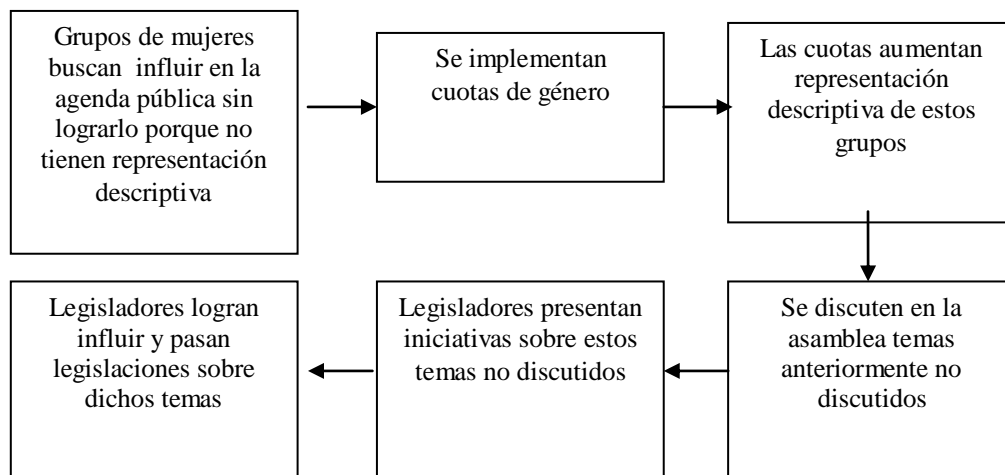 Grupos de mujeres
buscan influir en la
agenda pública sin
lograrlo porque no
tienen representación
descriptiva
Se implementan
cuotas de género
Las cuotas aumentan
representación
descriptiva de estos
grupos
Se discuten en la
asamblea temas
anteriormente no
discutidos
Legisladores presentan
iniciativas sobre estos
temas no discutidos
Legisladores logran
influir y pasan
legislaciones sobre
dichos temas